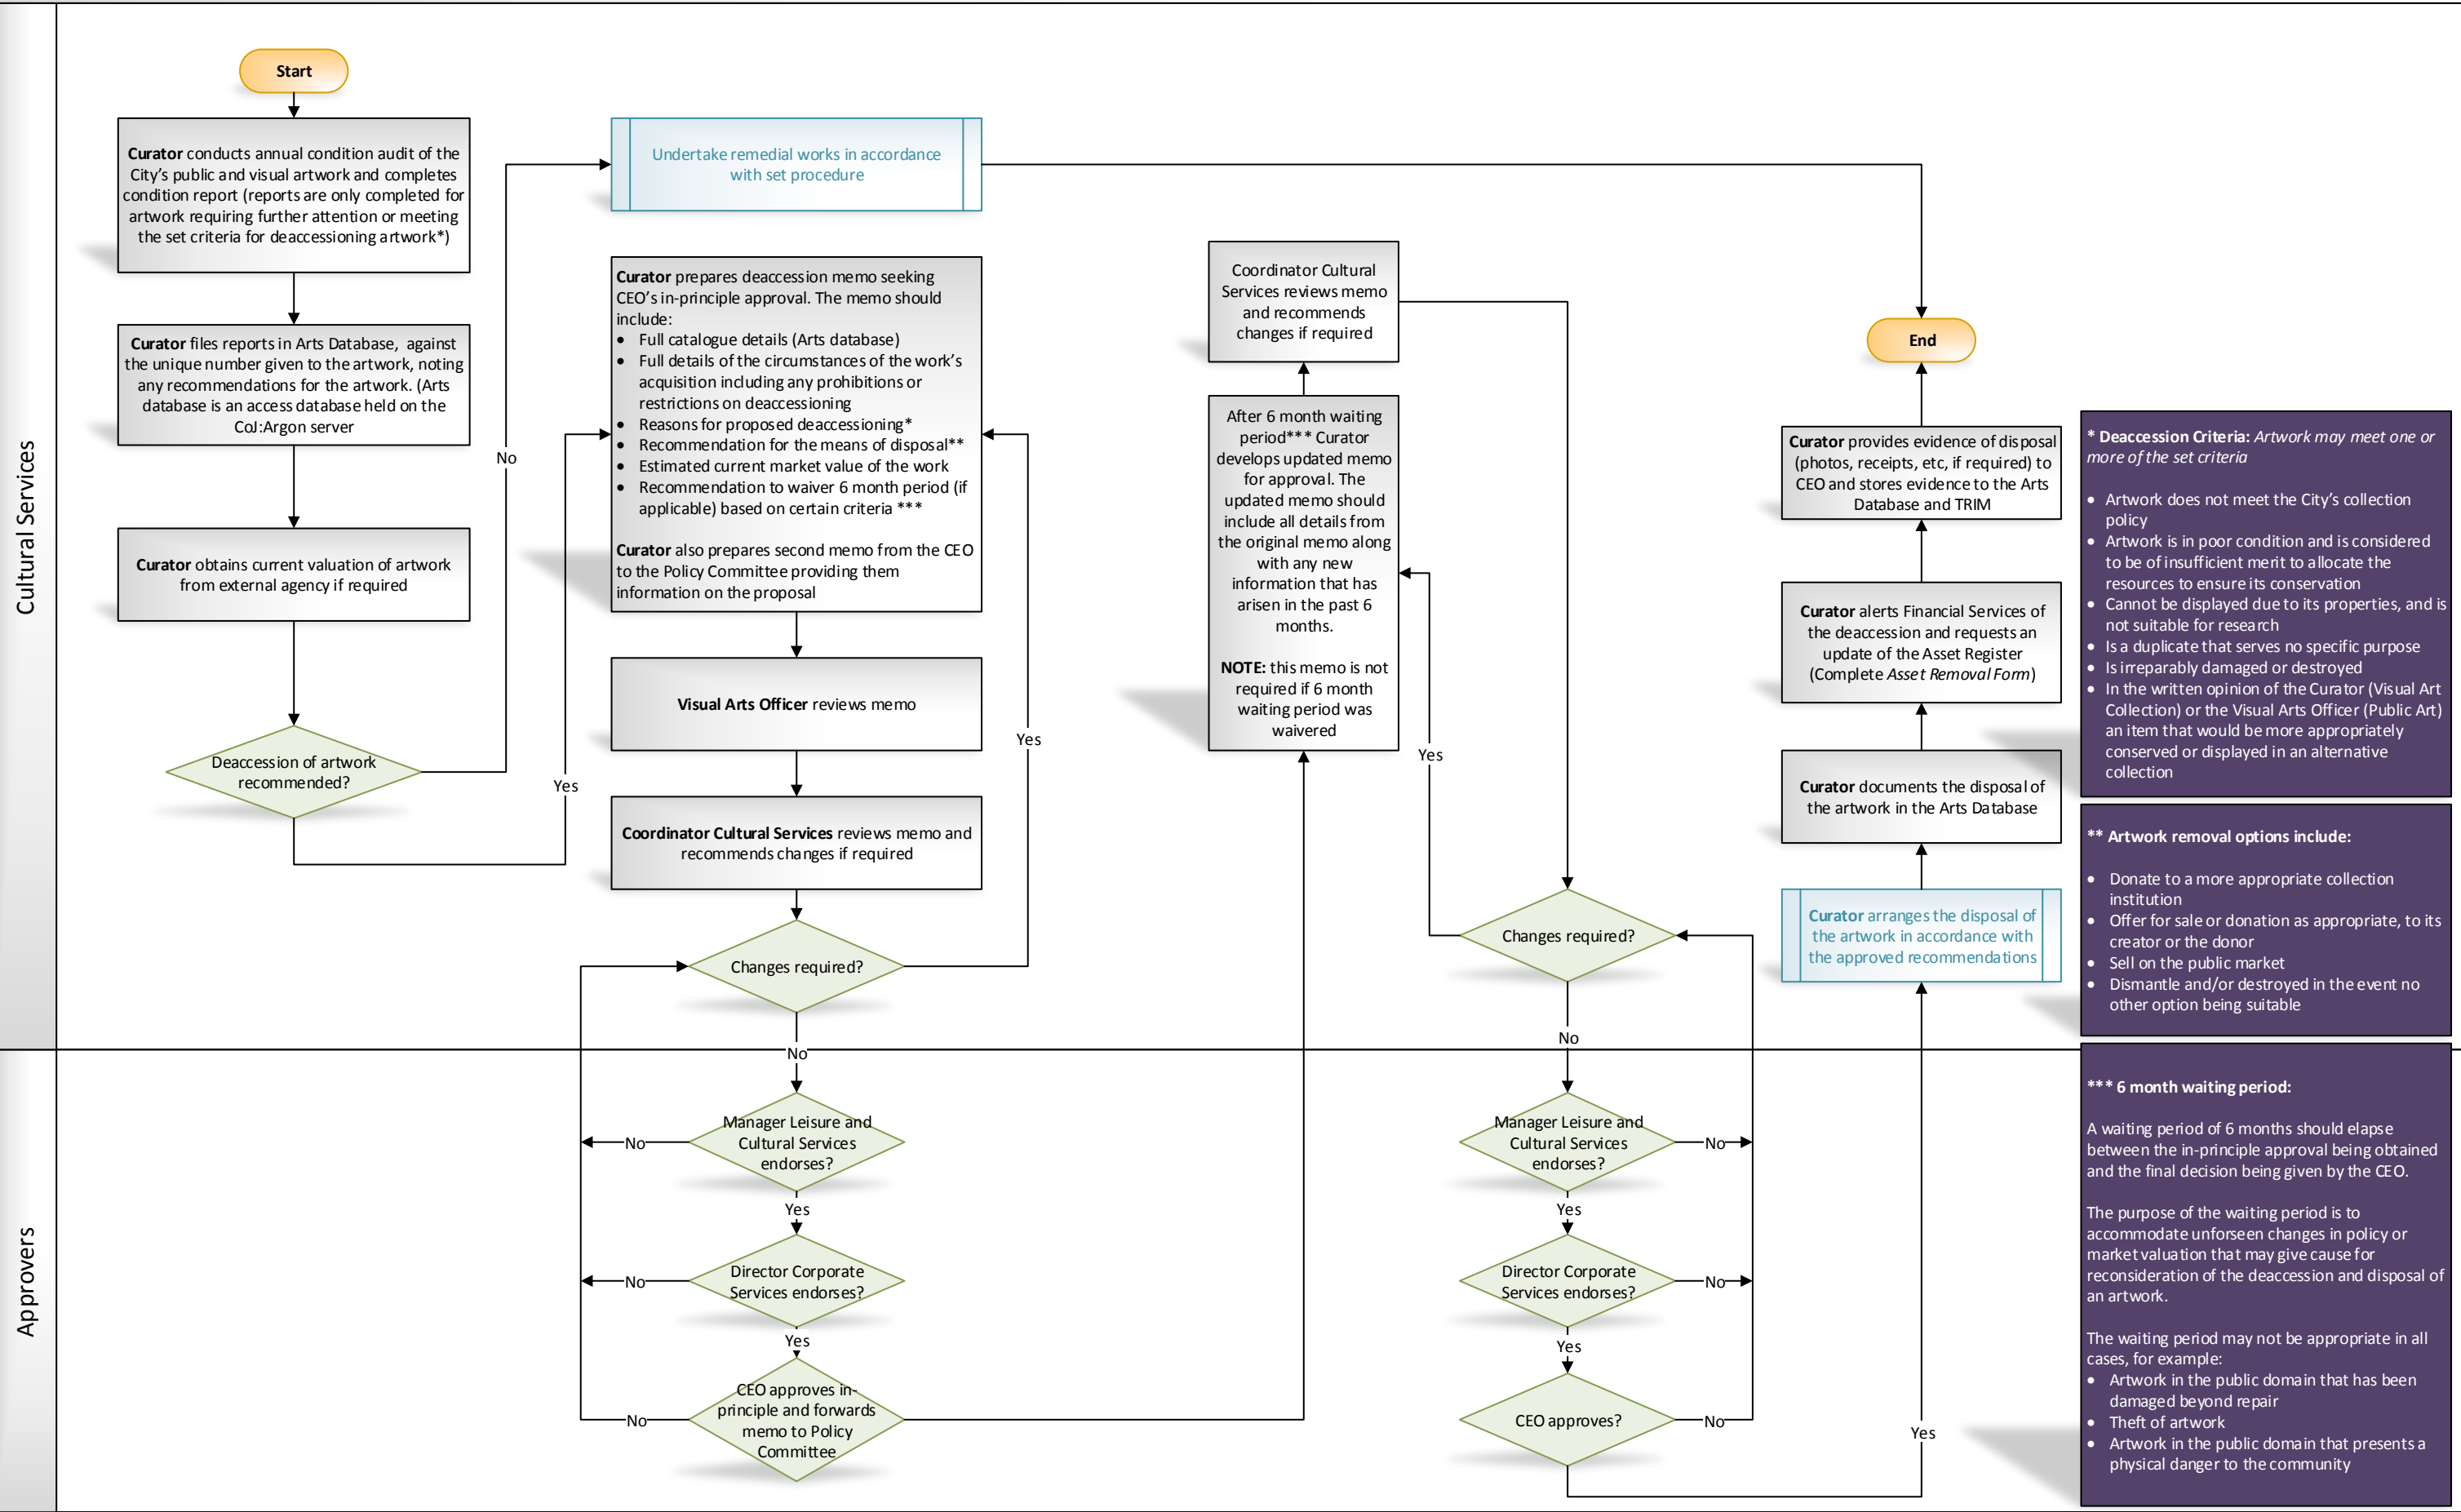 Cultural Services
Start
Curator conducts annual condition audit of the
City's public and visual artwork and completes
condition report (reports are only completed for
artwork requiring further attention or meeting
the set criteria for deaccessioning artwork*)
Curator files reports in Arts Database, against
the unique number given to the artwork, noting
any recommendations for the artwork. (Arts
database is an access database held on the
CoJ:Argon server
Curator obtains current valuation of artwork
from external agency if required
Deaccession of artwork
recommended?
No
Yes
Undertake remedial works in accordance
with set procedure
Curator prepares deaccession memo seeking
CEO's in-principle approval. The memo should
include:
• Full catalogue details (Arts database)
• Full details of the circumstances of the work's
acquisition including any prohibitions or
restrictions on deaccessioning
• Reasons for proposed deaccessioning*
• Recommendation for the means of disposal**
• Estimated current market value of the work
• Recommendation to waiver 6 month period (if
applicable) based on certain criteria ***
Curator also prepares second memo from the CEO
to the Policy Committee providing them
information on the proposal
Visual Arts Officer reviews memo
Coordinator Cultural Services reviews memo and
recommends changes if required
Changes required?
Yes
No
Approvers
Manager Leisure and
Cultural Services
endorses?
No
Yes
Director Corporate
Services endorses?
No
Yes
CEO approves in-
principle and forwards
memo to Policy
Committee
No
Coordinator Cultural
Services reviews memo
and recommends
changes if required
After 6 month waiting
period*** Curator
develops updated memo
for approval. The
updated memo should
include all details from
the original memo along
with any new
information that has
arisen in the past 6
months.
NOTE: this memo is not
required if 6 month
waiting period was
waivered
Yes
Changes required?
No
Manager Leisure and
Cultural Services
endorses?
No
Yes
Director Corporate
Services endorses?
No
Yes
CEO approves?
No
Yes
End
Curator provides evidence of disposal
(photos, receipts, etc, if required) to
CEO and stores evidence to the Arts
Database and TRIM
Curator alerts Financial Services of
the deaccession and requests an
update of the Asset Register
(Complete Asset Removal Form)
Curator documents the disposal of
the artwork in the Arts Database
Curator arranges the disposal of
the artwork in accordance with
the approved recommendations
* Deaccession Criteria: Artwork may meet one or
more of the set criteria
• Artwork does not meet the City's collection
policy
• Artwork is in poor condition and is considered
to be of insufficient merit to allocate the
resources to ensure its conservation
• Cannot be displayed due to its properties, and is
not suitable for research
• Is a duplicate that serves no specific purpose
• Is irreparably damaged or destroyed
• In the written opinion of the Curator (Visual Art
Collection) or the Visual Arts Officer (Public Art)
an item that would be more appropriately
conserved or displayed in an alternative
collection
** Artwork removal options include:
• Donate to a more appropriate collection
institution
• Offer for sale or donation as appropriate, to its
creator or the donor
• Sell on the public market
• Dismantle and/or destroyed in the event no
other option being suitable
*** 6 month waiting period:
A waiting period of 6 months should elapse
between the in-principle approval being obtained
and the final decision being given by the CEO.
The purpose of the waiting period is to
accommodate unforseen changes in policy or
market valuation that may give cause for
reconsideration of the deaccession and disposal of
an artwork.
The waiting period may not be appropriate in all
cases, for example:
• Artwork in the public domain that has been
damaged beyond repair
• Theft of artwork
• Artwork in the public domain that presents a
physical danger to the community